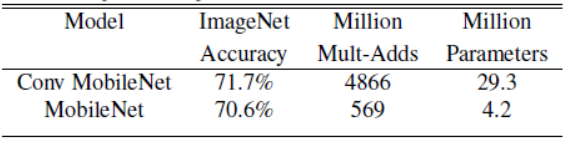 Model ImageNet Million Million
Accuracy Mult-Adds Parameters
Conv MobileNet 71.7% 4866 29.3
MobileNet 70.6% 569 4.2